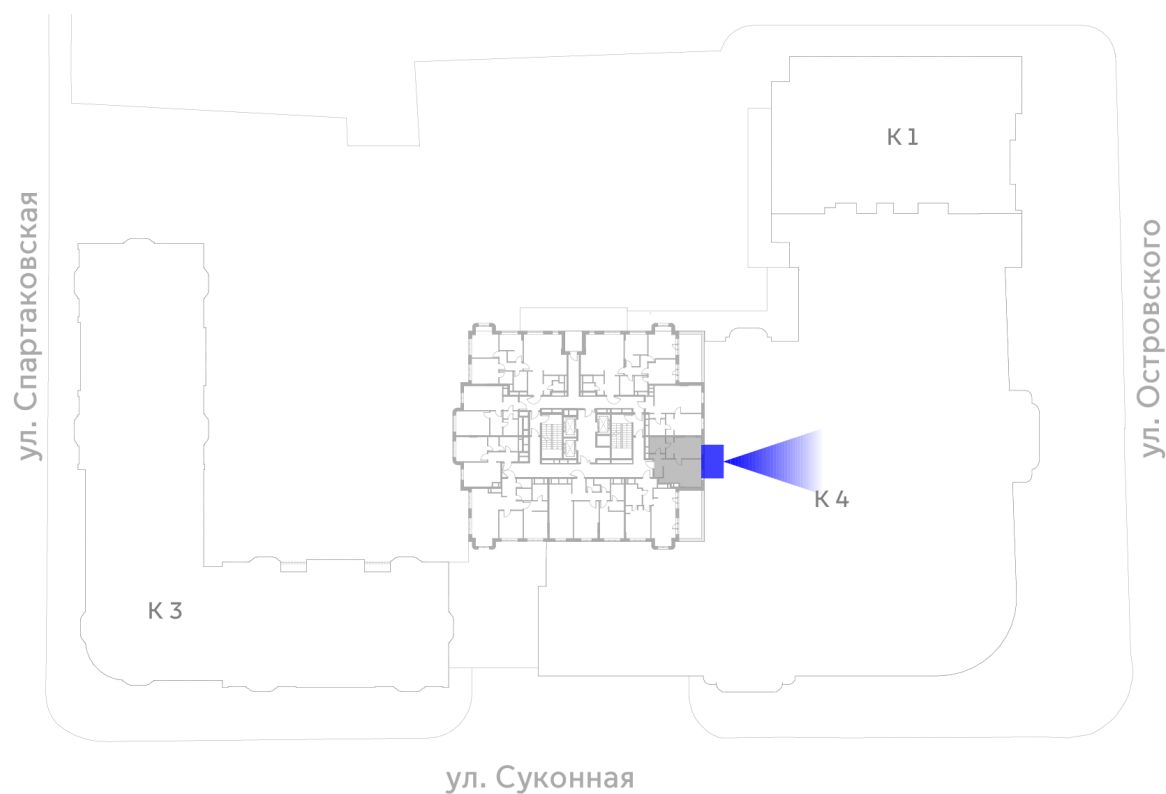 К 1
ул. Спартаковская
ул. Островского
К 4
К 3
ул. Суконная